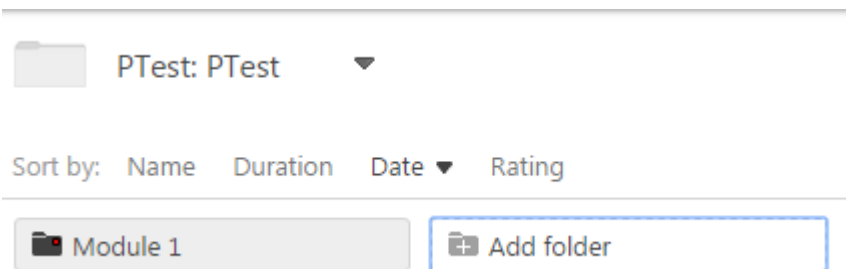 PTest: PTest
Sort by: Name Duration Date Rating
Module 1 Add folder